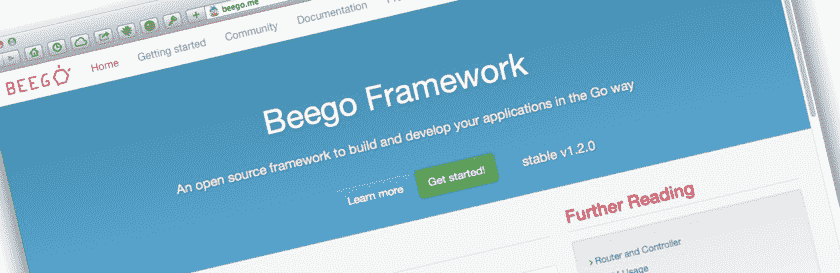 beego.me
BEEGO
Home
Getting started
Community
Documentation
Beego Framework
An open source framework to build and develop your applications in the Go way
Learn more
Get started!
stable v1.2.0
Further Reading
› Router and Controller
Usage